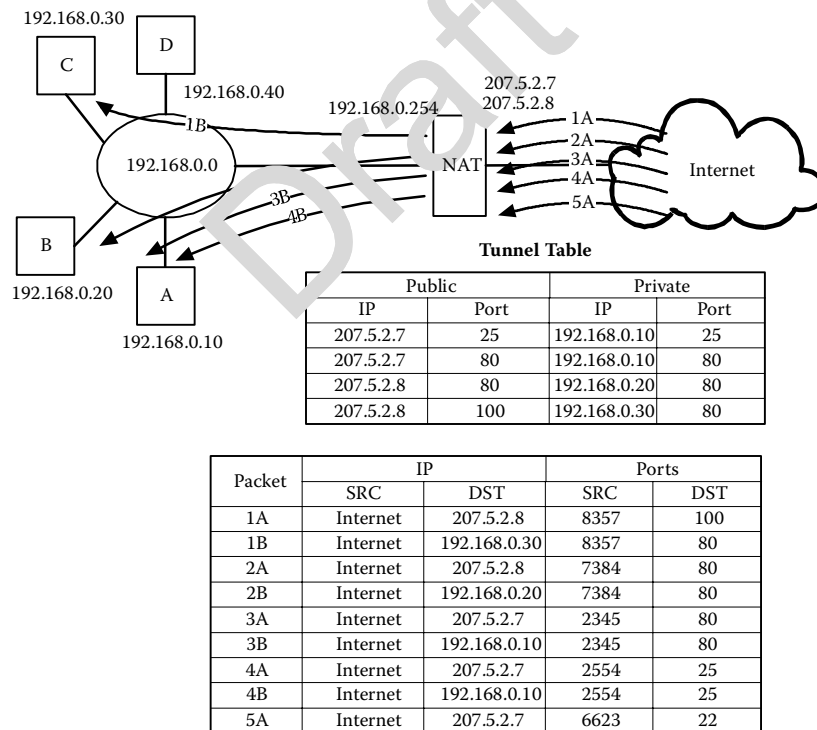 192.168.0.30
D
C
192.168.0.40
192.168.0.254
207.5.2.7
207.5.2.8
1A
1B
2A
192.168.0.0
NAT
3A
Internet
4A
3B
5A
4B
B
192.168.0.20
A
192.168.0.10
Draft
Tunnel Table
Public Private
IP Port IP Port
207.5.2.7 25 192.168.0.10 25
207.5.2.7 80 192.168.0.10 80
207.5.2.8 80 192.168.0.20 80
207.5.2.8 100 192.168.0.30 80
Packet IP Ports
SRC DST SRC DST
1A Internet 207.5.2.8 8357 100
1B Internet 192.168.0.30 8357 80
2A Internet 207.5.2.8 7384 80
2B Internet 192.168.0.20 7384 80
3A Internet 207.5.2.7 2345 80
3B Internet 192.168.0.10 2345 80
4A Internet 207.5.2.7 2554 25
4B Internet 192.168.0.10 2554 25
5A Internet 207.5.2.7 6623 22